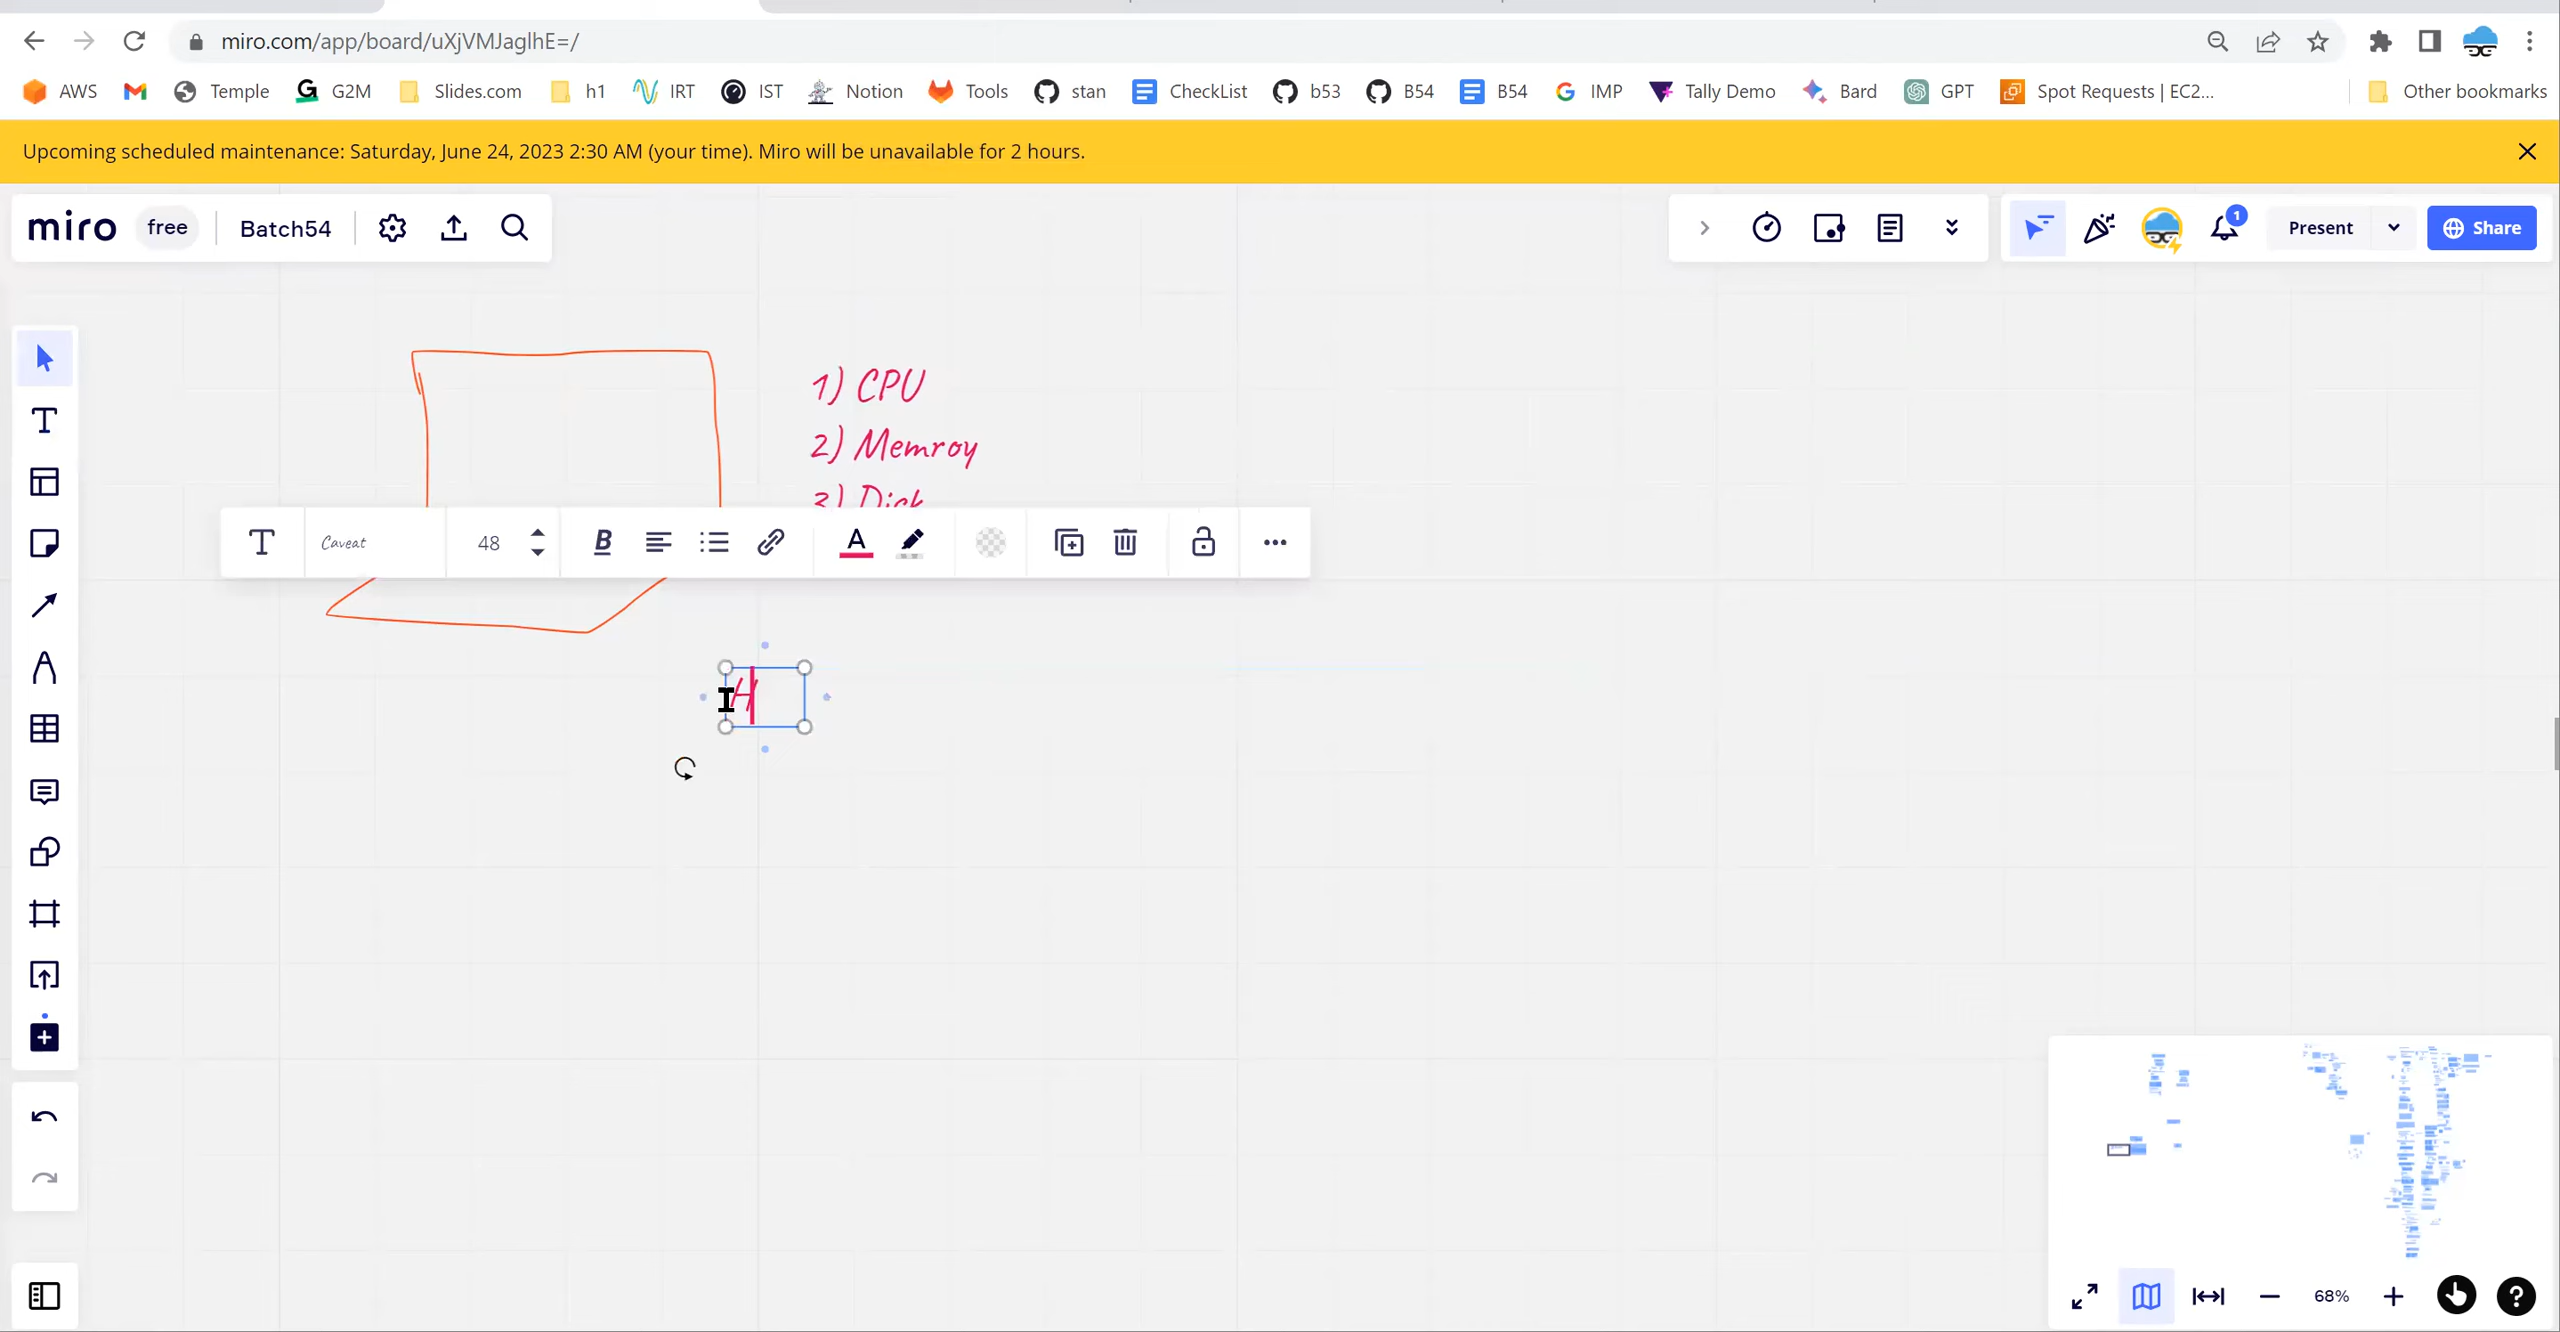 miro.com/app/board/uXjVMJaglhE=/
AWS Temple G2M Slides.com h1 IRT IST Notion Tools stan CheckList b53 B54 B54 IMP Tally Demo Bard GPT Spot Requests | EC2... Other bookmarks
Upcoming scheduled maintenance: Saturday, June 24, 2023 2:30 AM (your time). Miro will be unavailable for 2 hours.
miro free Batch54 1 Present Share
1) CPU
2) Memroy
3) Disk
Caveat 48 B A
H
68%